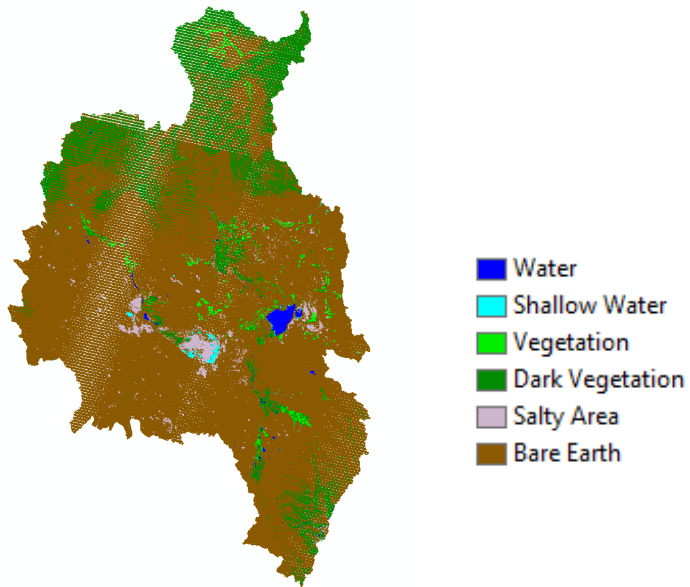 Water
Shallow Water
Vegetation
Dark Vegetation
Salty Area
Bare Earth